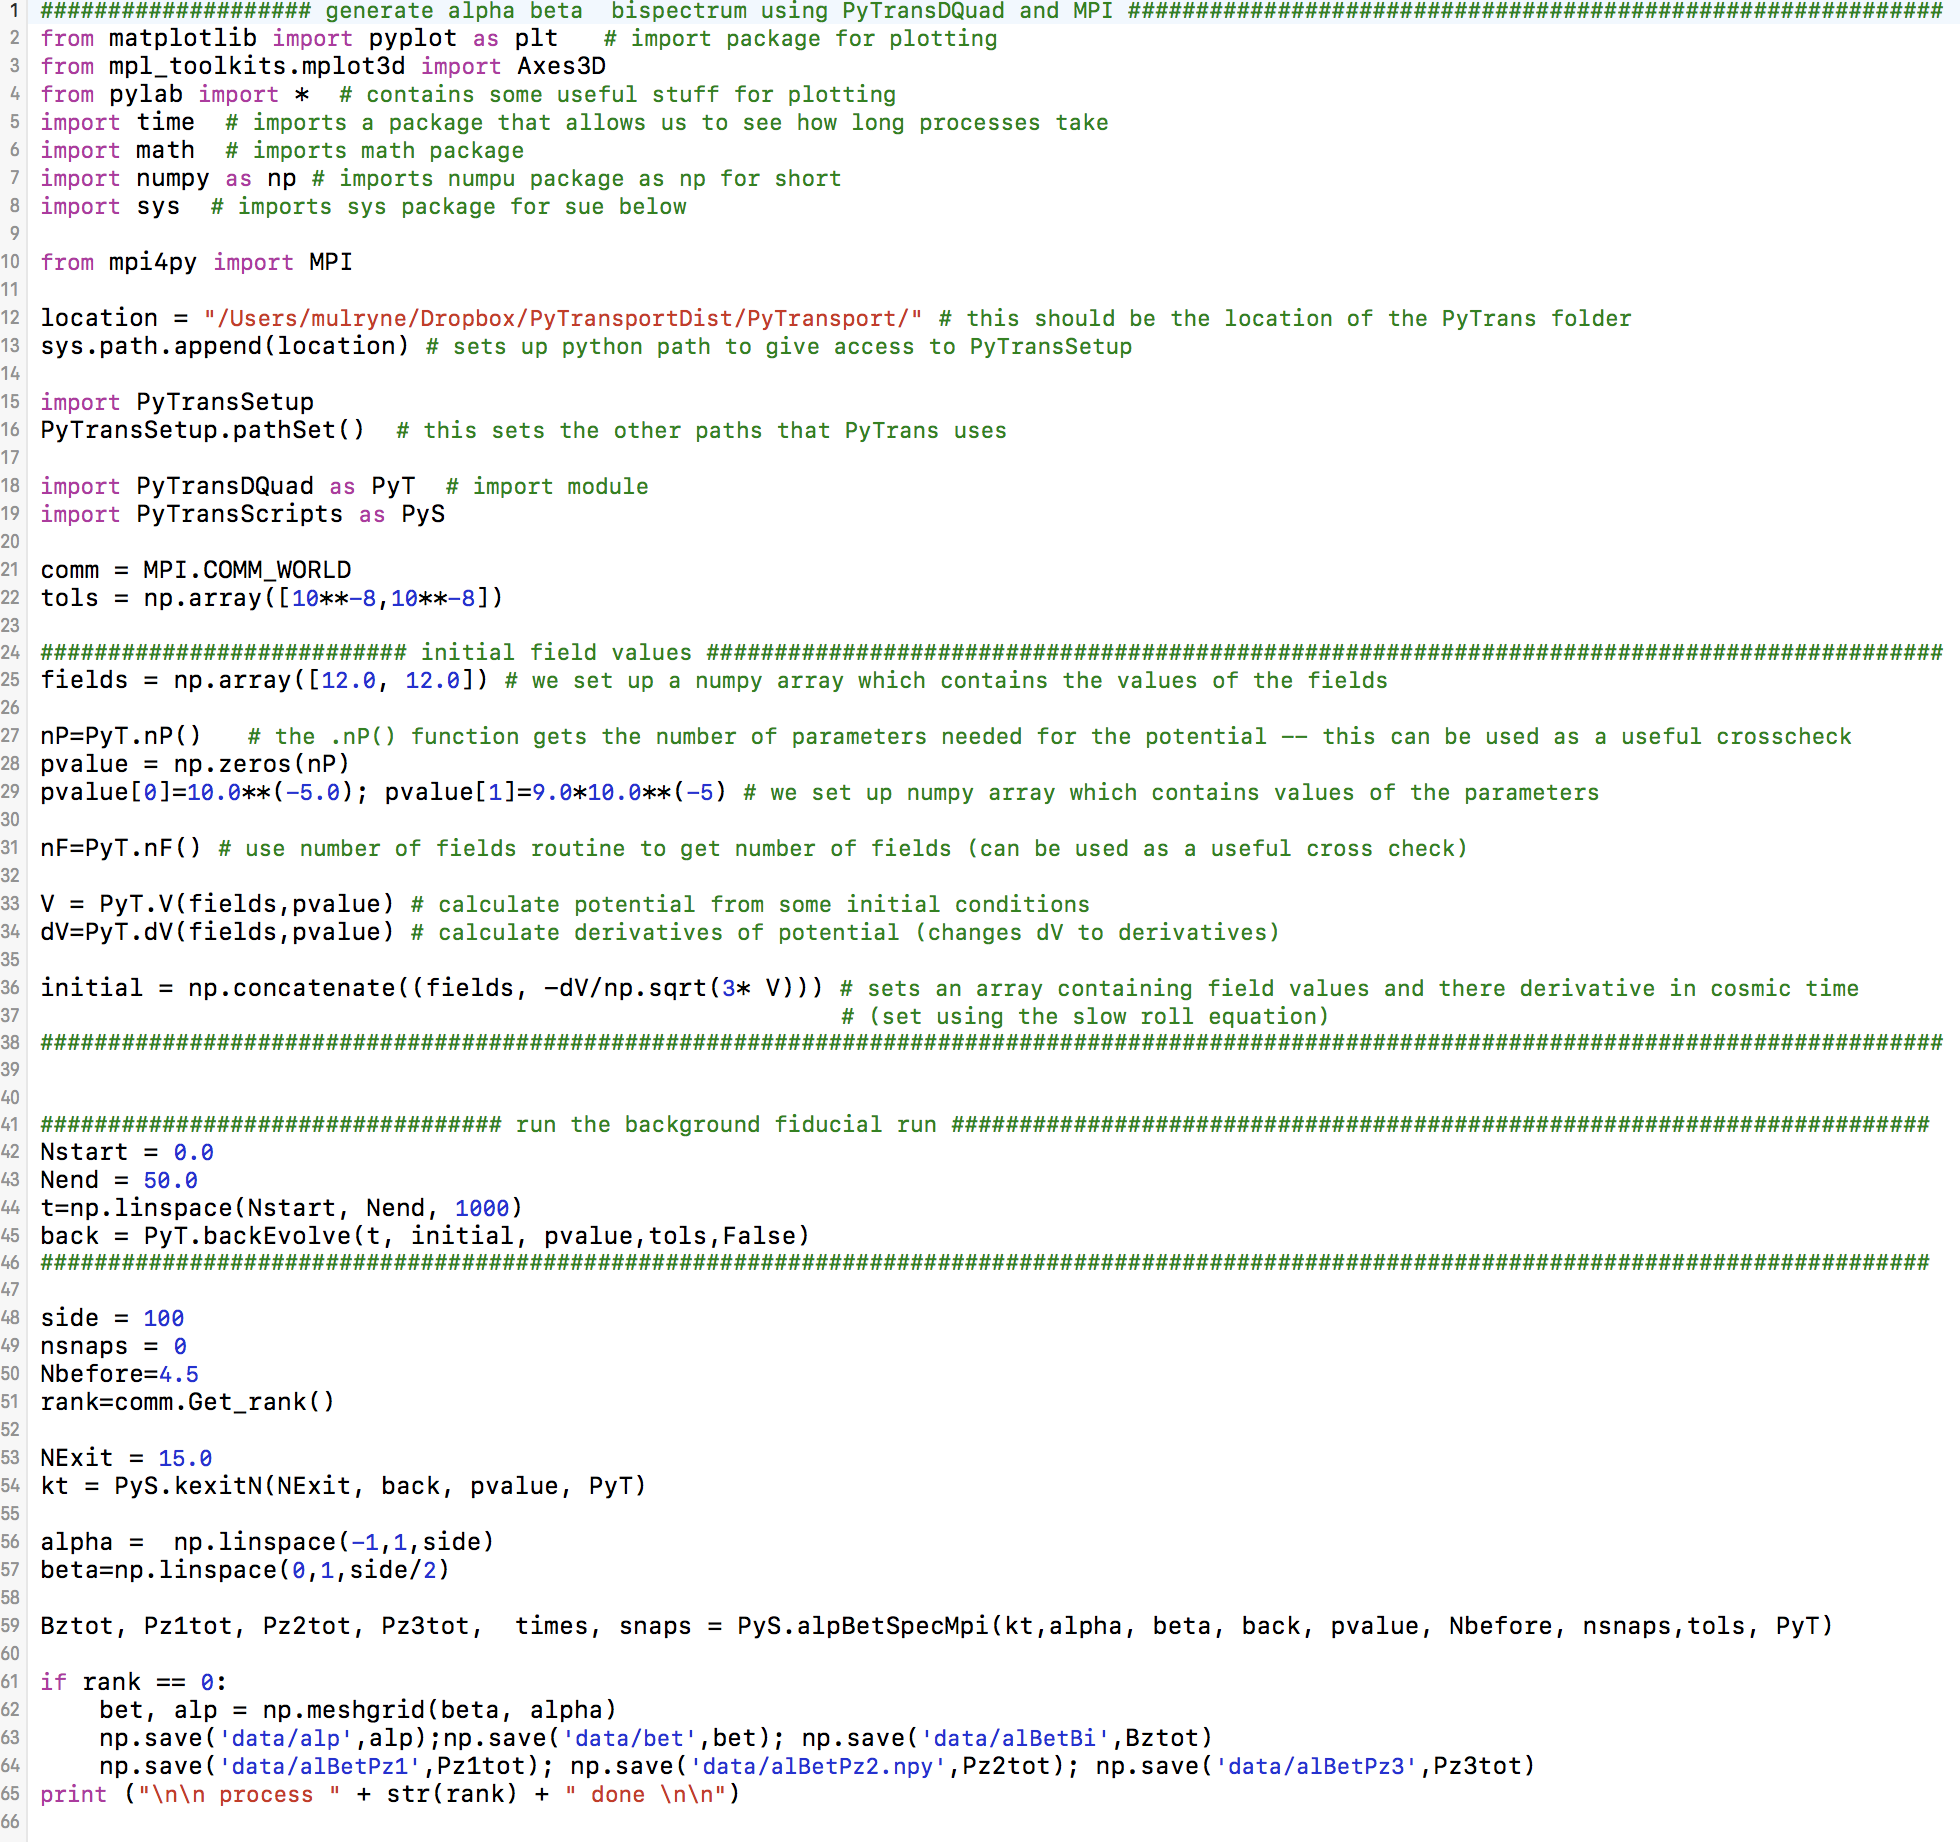 1 #################### generate alpha beta  bispectrum using PyTransDQuad and MPI ############################################################
2 from matplotlib import pyplot as plt   # import package for plotting
3 from mpl_toolkits.mplot3d import Axes3D
4 from pylab import *  # contains some useful stuff for plotting
5 import time  # imports a package that allows us to see how long processes take
6 import math  # imports math package
7 import numpy as np # imports numpu package as np for short
8 import sys  # imports sys package for sue below
9
10 from mpi4py import MPI
11
12 location = "/Users/mulryne/Dropbox/PyTransportDist/PyTransport/" # this should be the location of the PyTrans folder
13 sys.path.append(location) # sets up python path to give access to PyTransSetup
14
15 import PyTransSetup
16 PyTransSetup.pathSet()  # this sets the other paths that PyTrans uses
17
18 import PyTransDQuad as PyT  # import module
19 import PyTransScripts as PyS
20
21 comm = MPI.COMM_WORLD
22 tols = np.array([10**-8,10**-8])
23
24 ########################### initial field values ###########################################################################################
25 fields = np.array([12.0, 12.0]) # we set up a numpy array which contains the values of the fields
26
27 nP=PyT.nP()   # the .nP() function gets the number of parameters needed for the potential -- this can be used as a useful crosscheck
28 pvalue = np.zeros(nP)
29 pvalue[0]=10.0**(-5.0); pvalue[1]=9.0*10.0**(-5) # we set up numpy array which contains values of the parameters
30
31 nF=PyT.nF() # use number of fields routine to get number of fields (can be used as a useful cross check)
32
33 V = PyT.V(fields,pvalue) # calculate potential from some initial conditions
34 dV=PyT.dV(fields,pvalue) # calculate derivatives of potential (changes dV to derivatives)
35
36 initial = np.concatenate((fields, -dV/np.sqrt(3* V))) # sets an array containing field values and there derivative in cosmic time
37 # (set using the slow roll equation)
38 ############################################################################################################################################
39
40
41 ################################## run the background fiducial run ########################################################################
42 Nstart = 0.0
43 Nend = 50.0
44 t=np.linspace(Nstart, Nend, 1000)
45 back = PyT.backEvolve(t, initial, pvalue,tols,False)
46 ###########################################################################################################################################
47
48 side = 100
49 nsnaps = 0
50 Nbefore=4.5
51 rank=comm.Get_rank()
52
53 NExit = 15.0
54 kt = PyS.kexitN(NExit, back, pvalue, PyT)
55
56 alpha =  np.linspace(-1,1,side)
57 beta=np.linspace(0,1,side/2)
58
59 Bztot, Pz1tot, Pz2tot, Pz3tot,  times, snaps = PyS.alpBetSpecMpi(kt,alpha, beta, back, pvalue, Nbefore, nsnaps,tols, PyT)
60
61 if rank == 0:
62     bet, alp = np.meshgrid(beta, alpha)
63     np.save('data/alp',alp);np.save('data/bet',bet); np.save('data/alBetBi',Bztot)
64     np.save('data/alBetPz1',Pz1tot); np.save('data/alBetPz2.npy',Pz2tot); np.save('data/alBetPz3',Pz3tot)
65 print ("\n\n process " + str(rank) + " done \n\n")
66